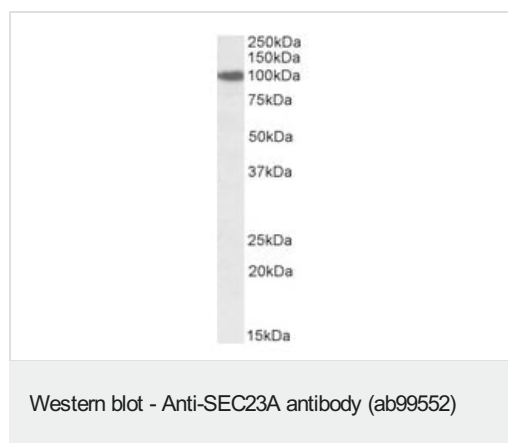 250kDa
150kDa
100kDa
75kDa
50kDa
37kDa
25kDa
20kDa
15kDa
Western blot - Anti-SEC23A antibody (ab99552)